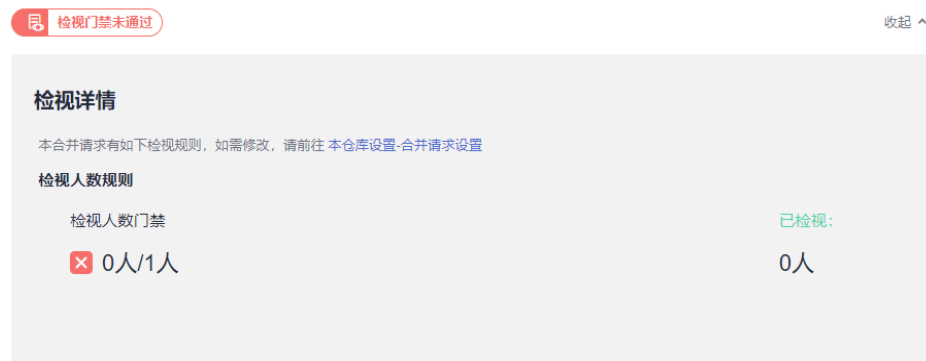 检视门禁未通过
收起
检视详情
本合并请求有如下检视规则，如需修改，请前往 本仓库设置-合并请求设置
检视人数规则
检视人数门禁
已检视：
0人/1人
0人